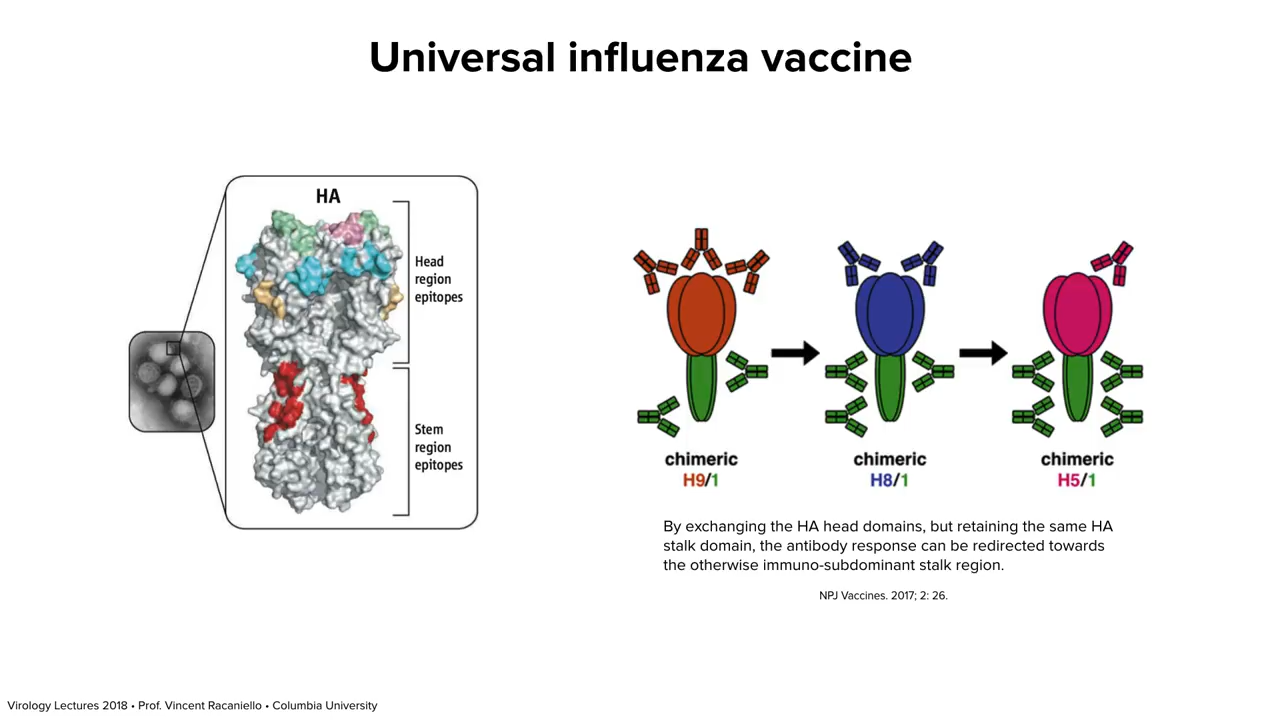 Universal influenza vaccine
HA
Head
region
epitopes
Stem
region
epitopes
chimeric
H9/1
chimeric
H8/1
chimeric
H5/1
By exchanging the HA head domains, but retaining the same HA
stalk domain, the antibody response can be redirected towards
the otherwise immuno-subdominant stalk region.
NPJ Vaccines. 2017; 2: 26.
Virology Lectures 2018 • Prof. Vincent Racaniello • Columbia University